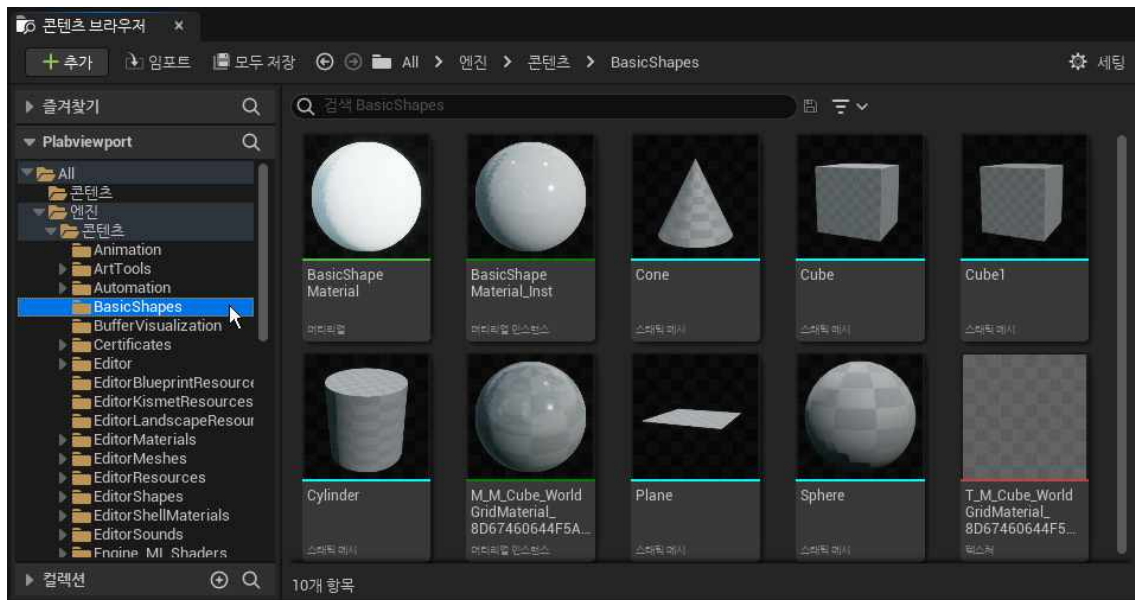 콘텐츠 브라우저
추가 임포트 모두 저장 All 엔진 콘텐츠 BasicShapes 세팅
즐겨찾기
검색 BasicShapes
Plabviewport
All
콘텐츠
엔진
콘텐츠
Animation
ArtTools
Automation
BasicShapes
BufferVisualization
Certificates
Editor
EditorBlueprintResource
EditorKismetResources
EditorLandscapeResour
EditorMaterials
EditorMeshes
EditorResources
EditorShapes
EditorShellMaterials
EditorSounds
Engine_MI_Shaders
컬렉션
BasicShape
Material
머티리얼
BasicShape
Material_Inst
머티리얼 인스턴스
Cone
스태틱 메시
Cube
스태틱 메시
Cube1
스태틱 메시
Cylinder
스태틱 메시
M_M_Cube_World
GridMaterial_
8D67460644F5A...
머티리얼 인스턴스
Plane
스태틱 메시
Sphere
스태틱 메시
T_M_Cube_World
GridMaterial_
8D67460644F5...
텍스처
10개 항목